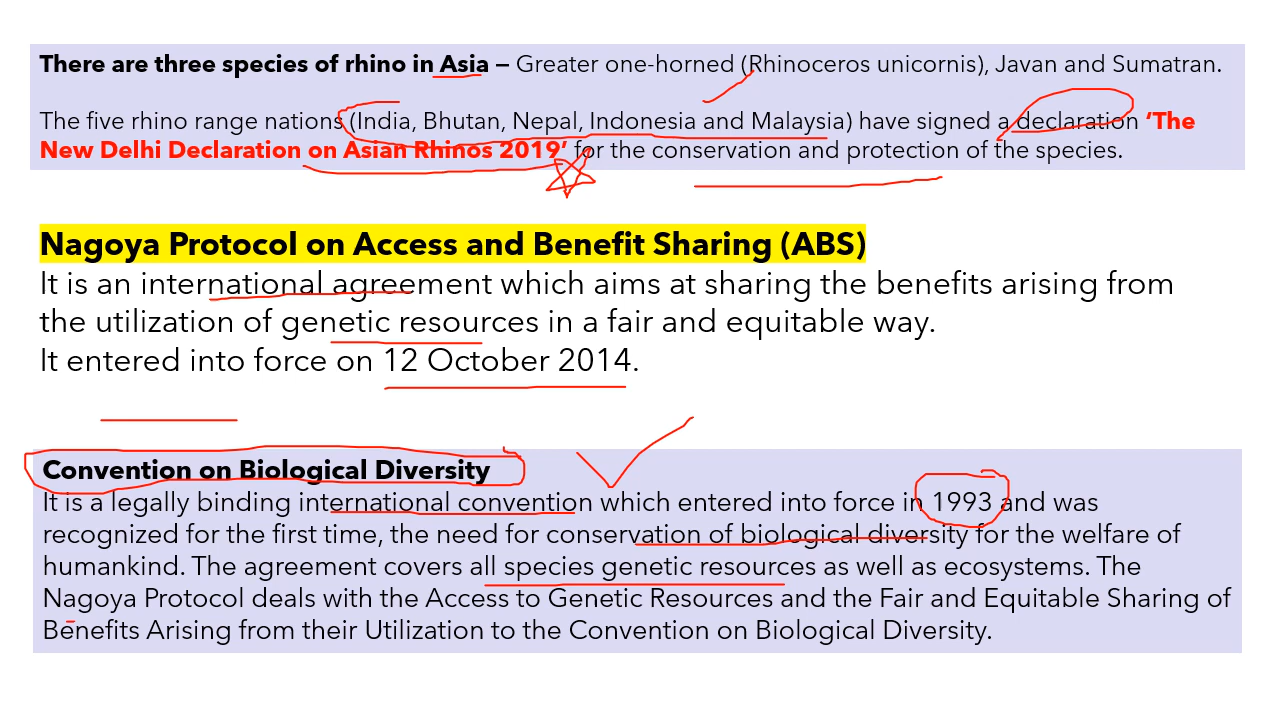 There are three species of rhino in Asia – Greater one-horned (Rhinoceros unicornis), Javan and Sumatran.
The five rhino range nations (India, Bhutan, Nepal, Indonesia and Malaysia) have signed a declaration ‘The
New Delhi Declaration on Asian Rhinos 2019’ for the conservation and protection of the species.
Nagoya Protocol on Access and Benefit Sharing (ABS)
It is an international agreement which aims at sharing the benefits arising from
the utilization of genetic resources in a fair and equitable way.
It entered into force on 12 October 2014.
Convention on Biological Diversity
It is a legally binding international convention which entered into force in 1993 and was
recognized for the first time, the need for conservation of biological diversity for the welfare of
humankind. The agreement covers all species genetic resources as well as ecosystems. The
Nagoya Protocol deals with the Access to Genetic Resources and the Fair and Equitable Sharing of
Benefits Arising from their Utilization to the Convention on Biological Diversity.